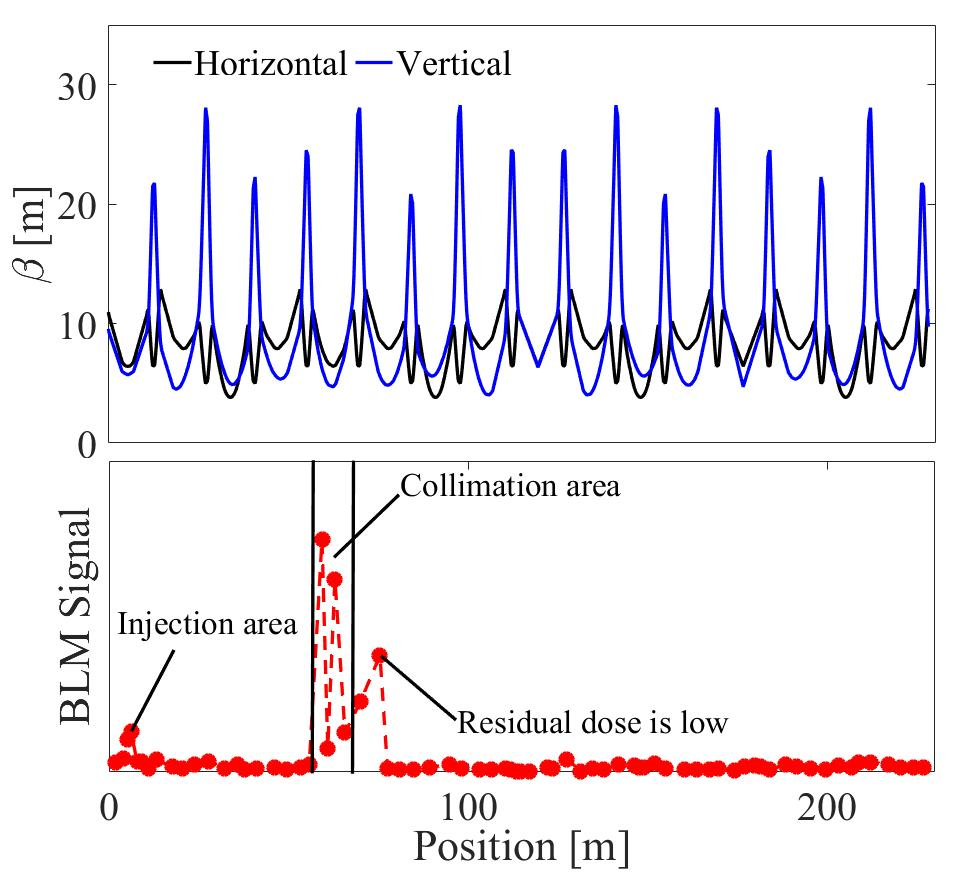 Horizontal Vertical
30
20
10
0
β [m]
Collimation area
Injection area
Residual dose is low
BLM Signal
0 100 200
Position [m]